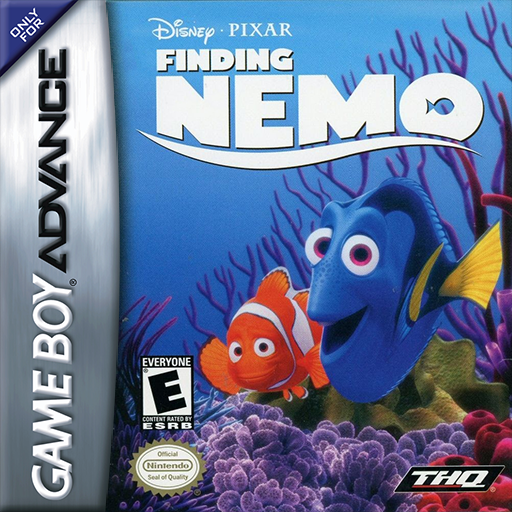 ONLY
FOR
GAME BOY ADVANCE
Disney · PIXAR
FINDING
NEMO
EVERYONE
E
CONTENT RATED BY
ESRB
Official
Nintendo
Seal of Quality
THQ